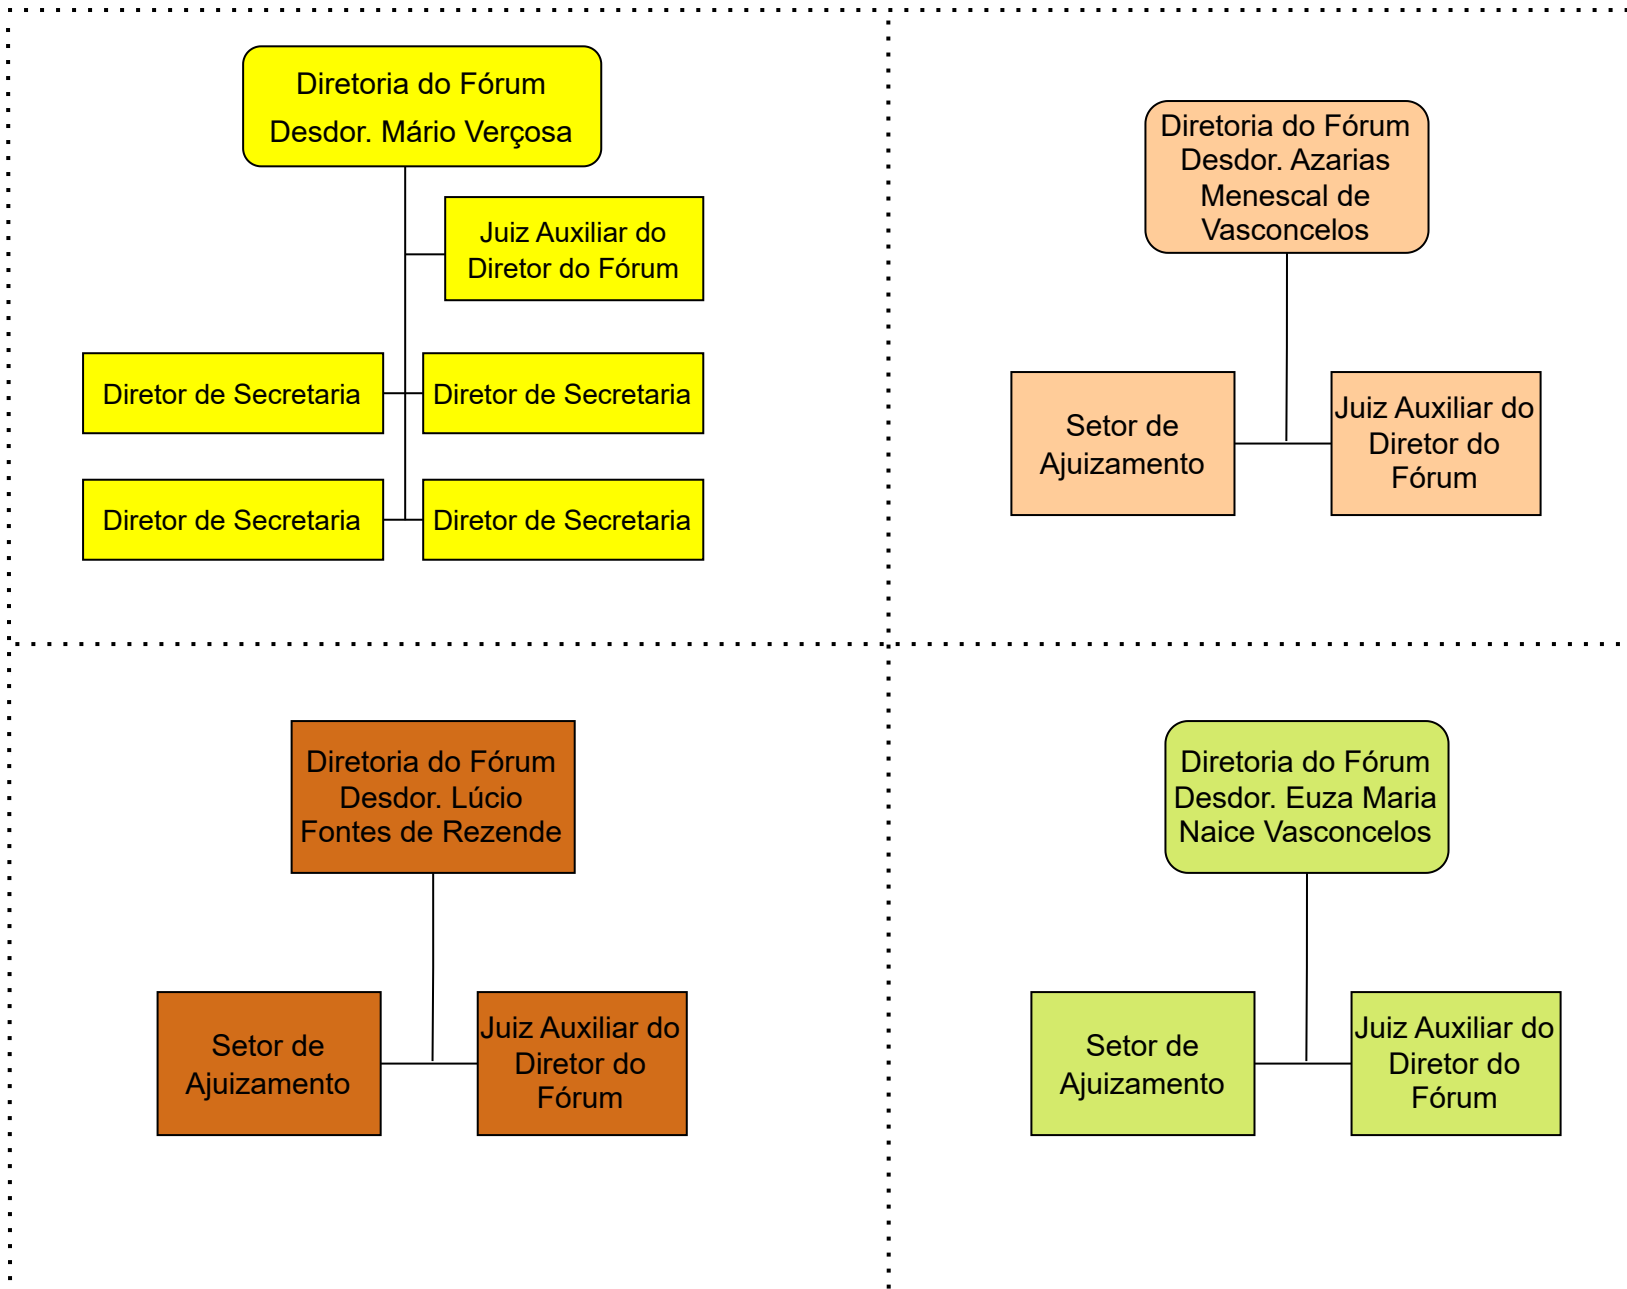 Diretoria do Fórum
Desdor. Mário Verçosa
Juiz Auxiliar do
Diretor do Fórum
Diretor de Secretaria
Diretor de Secretaria
Diretor de Secretaria
Diretor de Secretaria
Diretoria do Fórum
Desdor. Azarias
Menescal de
Vasconcelos
Setor de
Ajuizamento
Juiz Auxiliar do
Diretor do
Fórum
Diretoria do Fórum
Desdor. Lúcio
Fontes de Rezende
Setor de
Ajuizamento
Juiz Auxiliar do
Diretor do
Fórum
Diretoria do Fórum
Desdor. Euza Maria
Naice Vasconcelos
Setor de
Ajuizamento
Juiz Auxiliar do
Diretor do
Fórum